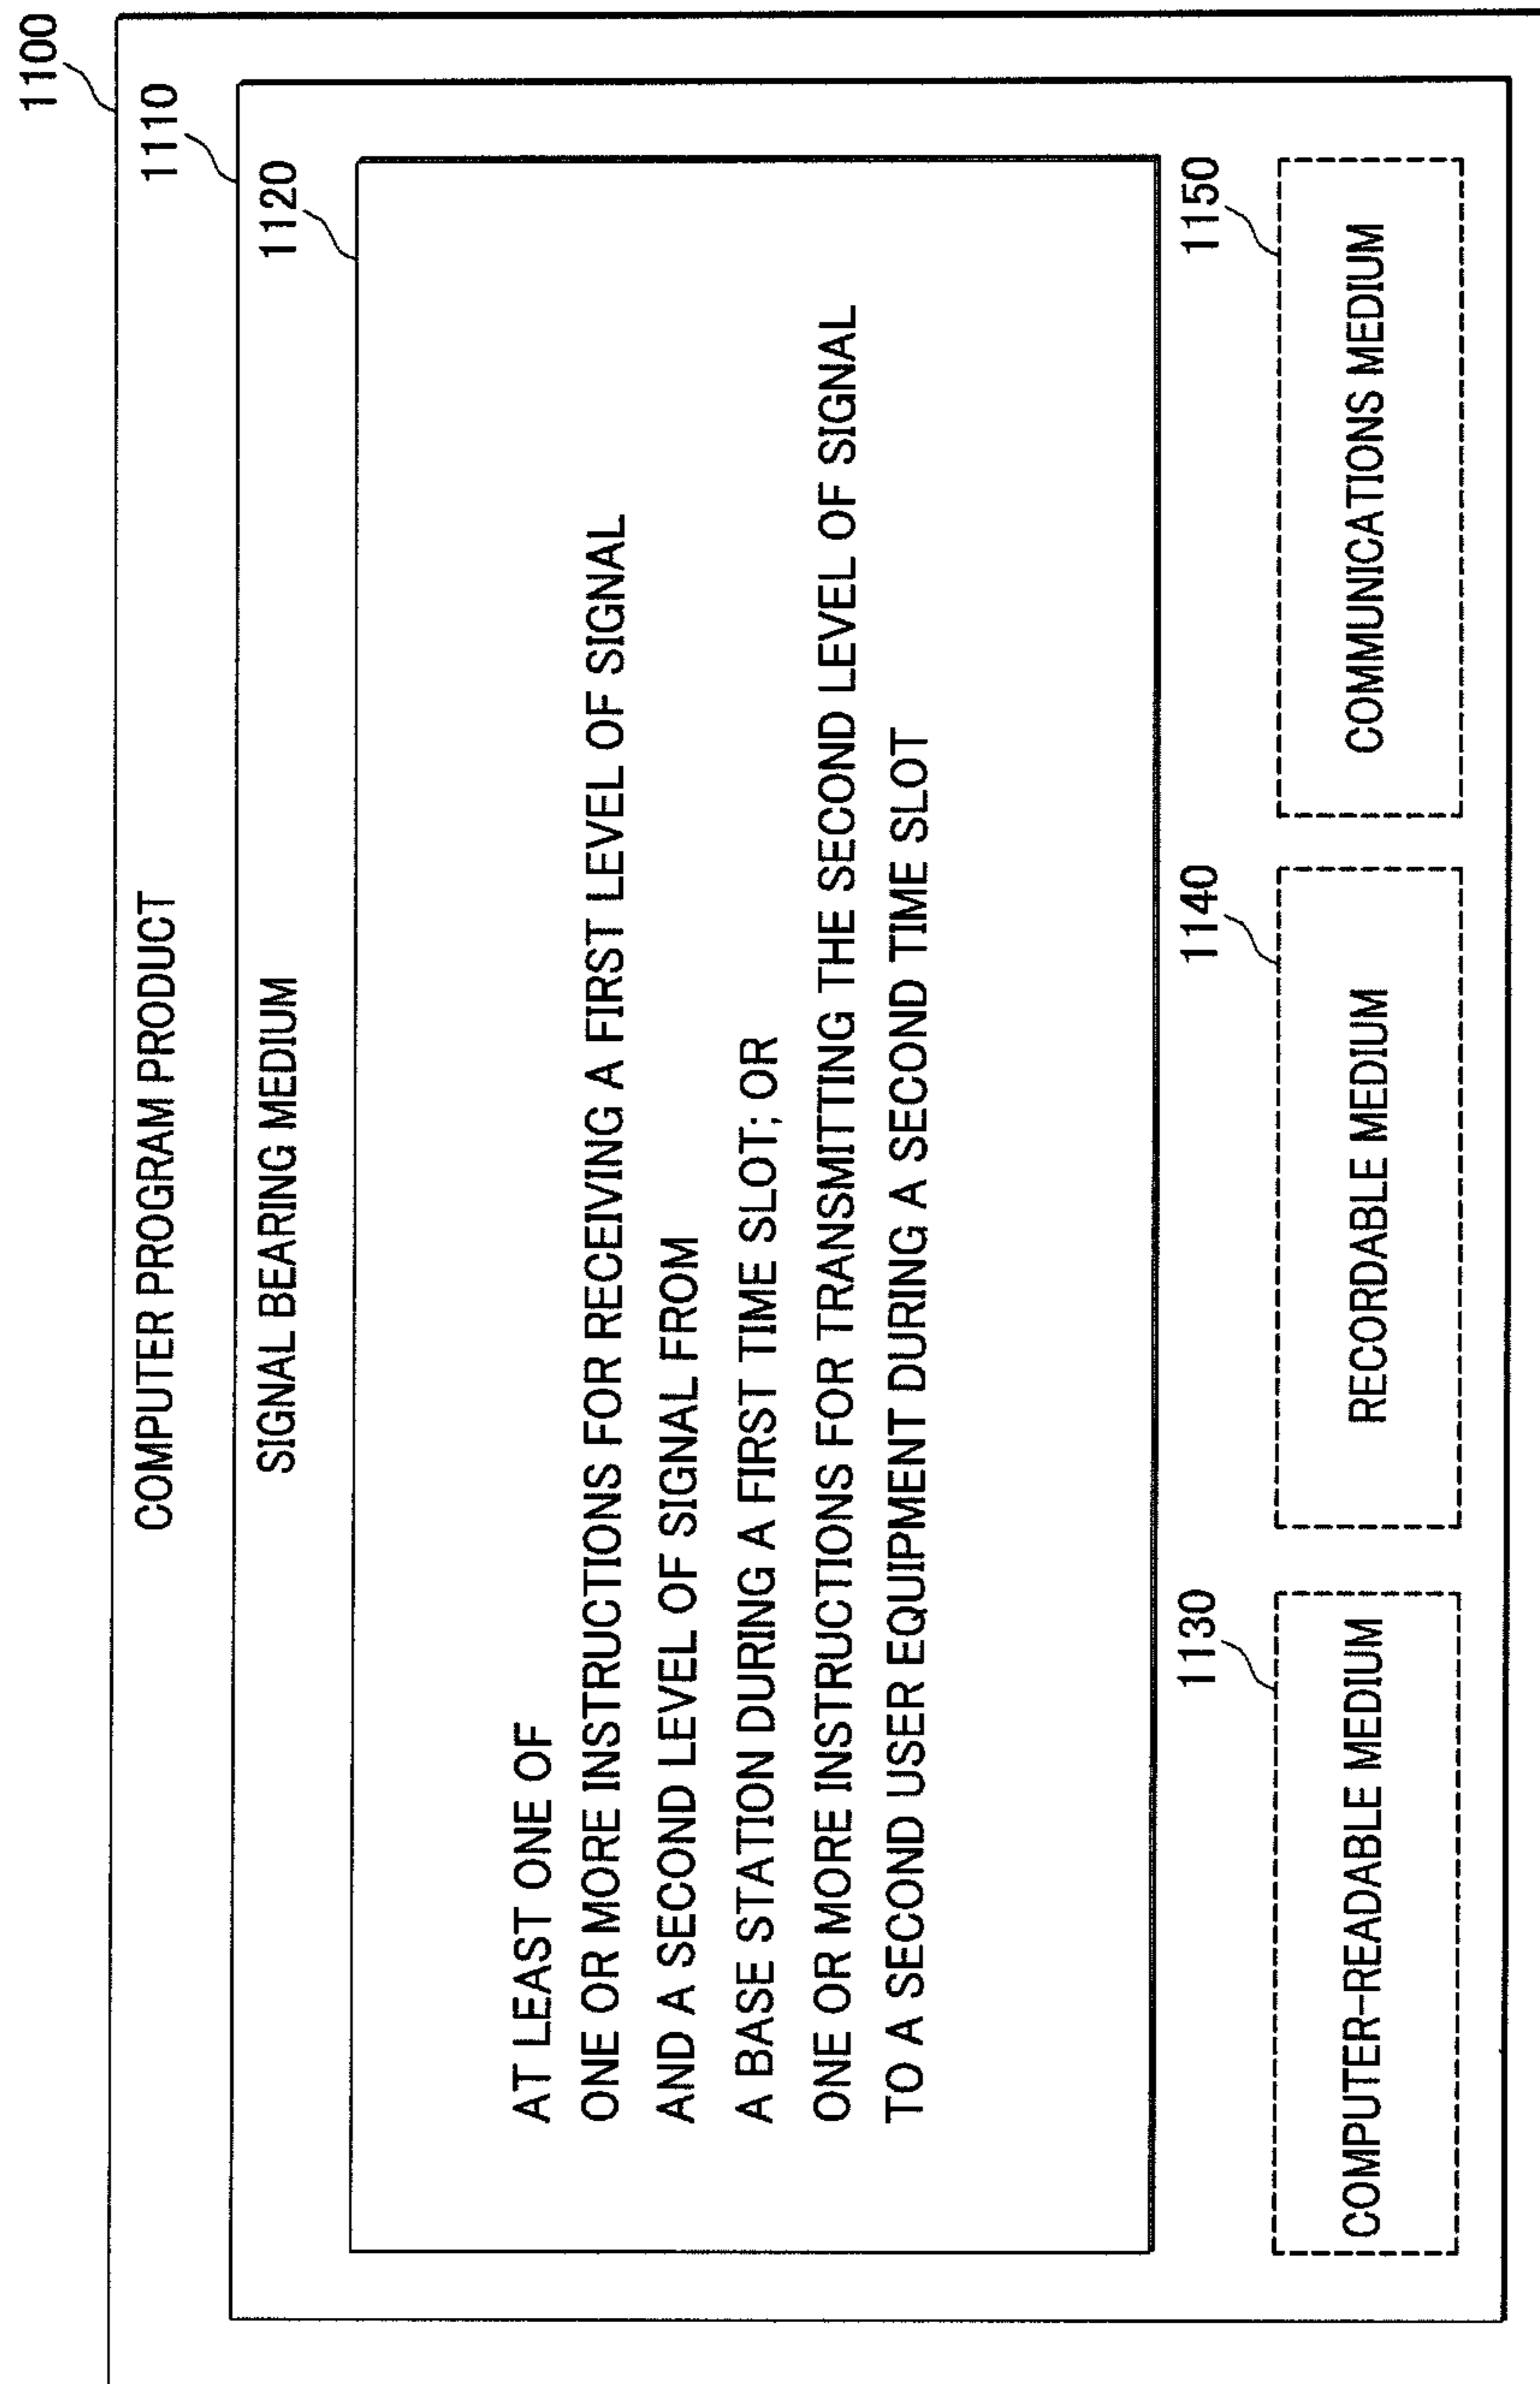 1100
COMPUTER PROGRAM PRODUCT
1110
SIGNAL BEARING MEDIUM
1120
AT LEAST ONE OF
ONE OR MORE INSTRUCTIONS FOR RECEIVING A FIRST LEVEL OF SIGNAL
AND A SECOND LEVEL OF SIGNAL FROM
A BASE STATION DURING A FIRST TIME SLOT; OR
ONE OR MORE INSTRUCTIONS FOR TRANSMITTING THE SECOND LEVEL OF SIGNAL
TO A SECOND USER EQUIPMENT DURING A SECOND TIME SLOT
1130
COMPUTER-READABLE MEDIUM
1140
RECORDABLE MEDIUM
1150
COMMUNICATIONS MEDIUM